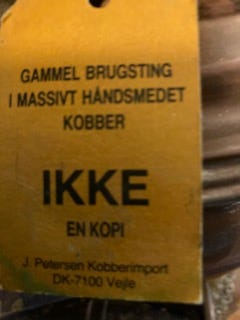 GAMMEL BRUGSTING
I MASSIVT HÅNDSMEDET
KOBBER
IKKE
EN KOPI
J. Petersen Kobberimport
DK-7100 Vejle